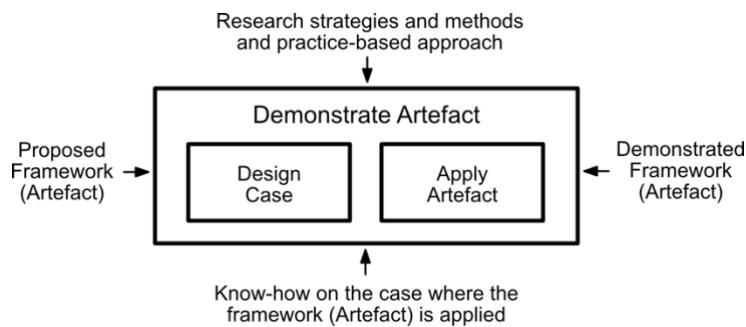 Research strategies and methods
and practice-based approach
Demonstrate Artefact
Proposed
Framework
(Artefact)
Design
Case
Apply
Artefact
Demonstrated
Framework
(Artefact)
Know-how on the case where the
framework (Artefact) is applied